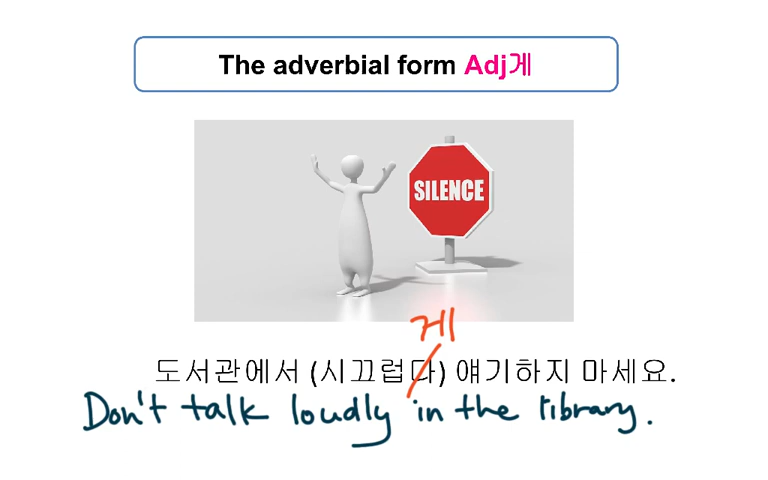 The adverbial form Adj게
SILENCE
게
도서관에서 (시끄럽다) 얘기하지 마세요.
Don't talk loudly in the library.